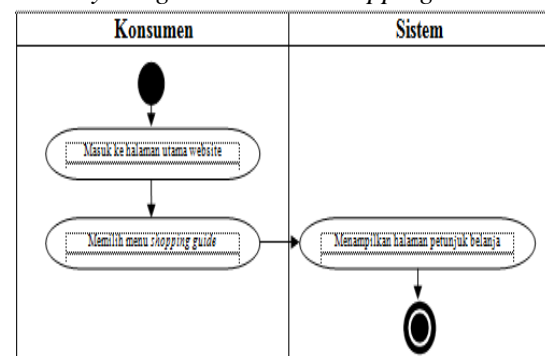 Konsumen
Sistem
Masuk ke halaman utama website
Memilih menu shopping guide
Menampilkan halaman petunjuk belanja